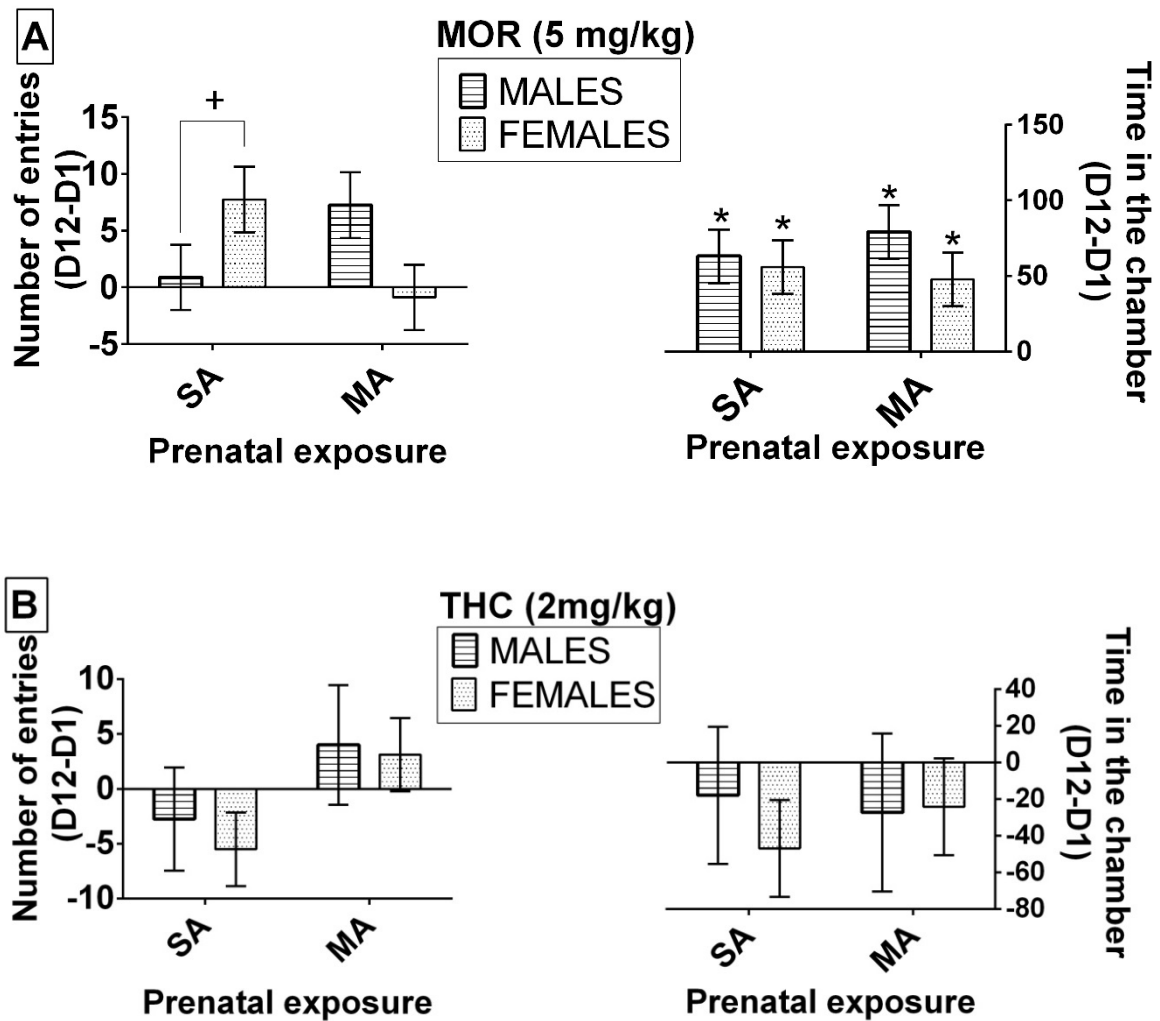 A
MOR (5 mg/kg)
MALES
FEMALES
Number of entries
(D12-D1)
15
10
5
0
-5
+
SA
MA
Prenatal exposure
*
*
*
*
150
100
50
0
Time in the chamber
(D12-D1)
SA
MA
Prenatal exposure
B
THC (2mg/kg)
MALES
FEMALES
Number of entries
(D12-D1)
10
5
0
-5
-10
SA
MA
Prenatal exposure
40
20
0
-20
-40
-60
-80
Time in the chamber
(D12-D1)
SA
MA
Prenatal exposure